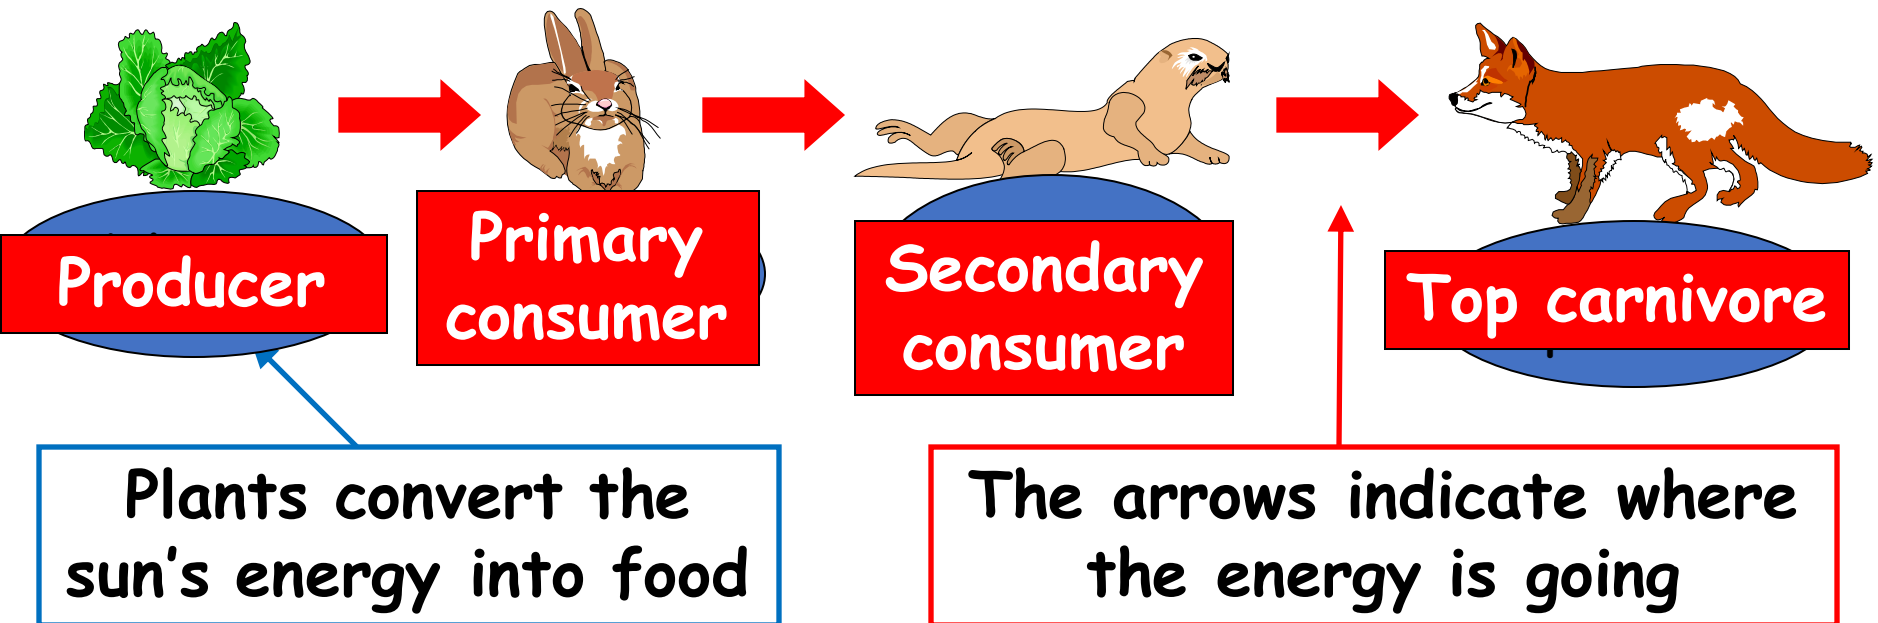 Producer
Primary
consumer
Secondary
consumer
Top carnivore
Plants convert the
sun's energy into food
The arrows indicate where
the energy is going